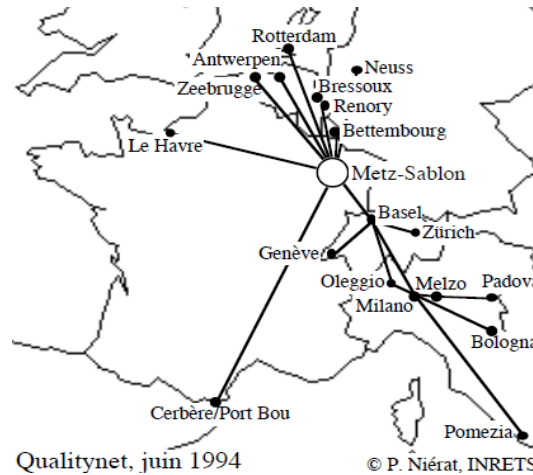 Rotterdam
Antwerpen
Neuss
Zeebrugge
Bressoux
Renory
Bettembourg
Le Havre
Metz-Sablon
Basel
Zürich
Genève
Oleggio
Melzo
Padova
Milano
Bologna
Cerbère/Port Bou
Pomezia
Qualitynet, juin 1994
© P. Niérat, INRETS